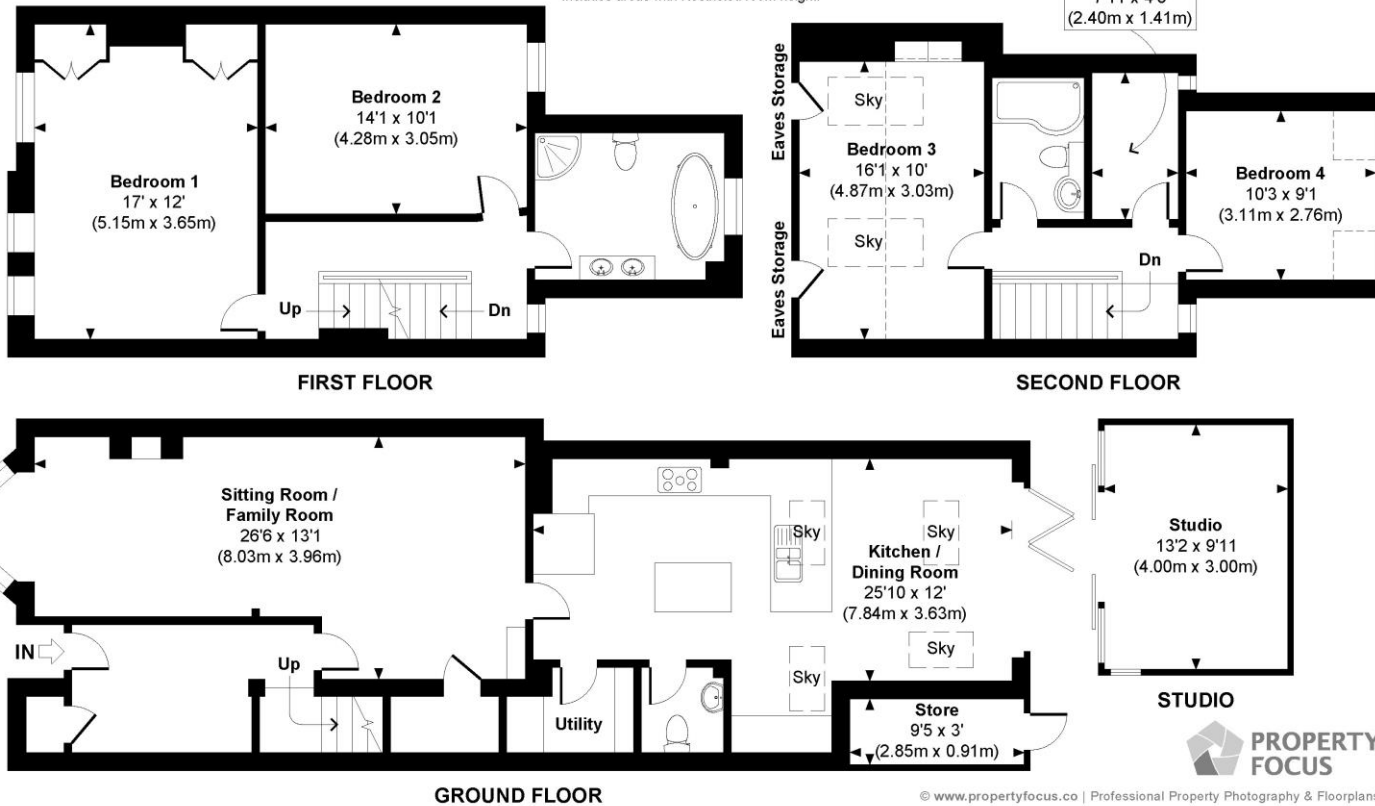 (2.40m x 1.41m)
Bedroom 1
17' x 12'
(5.15m x 3.65m)
Bedroom 2
14'1 x 10'1
(4.28m x 3.05m)
Up
Dn
FIRST FLOOR
Eaves Storage
Eaves Storage
Sky
Bedroom 3
16'1 x 10'
(4.87m x 3.03m)
Sky
Bedroom 4
10'3 x 9'1
(3.11m x 2.76m)
Dn
SECOND FLOOR
Sitting Room /
Family Room
26'6 x 13'1
(8.03m x 3.96m)
IN
Up
Utility
Sky
Sky
Kitchen /
Dining Room
25'10 x 12'
(7.84m x 3.63m)
Sky
Sky
Store
9'5 x 3'
(2.85m x 0.91m)
GROUND FLOOR
Studio
13'2 x 9'11
(4.00m x 3.00m)
STUDIO
PROPERTY
FOCUS
© www.propertyfocus.co | Professional Property Photography & Floorplans